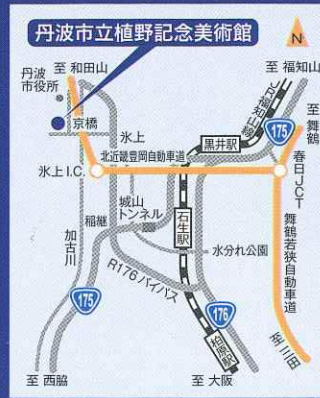 丹波市立植野記念美術館
N
至 和田山
丹波
市役所
至 福知山
JR福知山線
175
至 舞鶴
京橋
氷上
黒井駅
北近畿豊岡自動車道
氷上 I.C.
春日JCT
城山
トンネル
稲継
石生駅
舞鶴若狭自動車道
加古川
水分れ公園
R176バイパス
175
176
柏原駅
至 三田
至 西脇
至 大阪